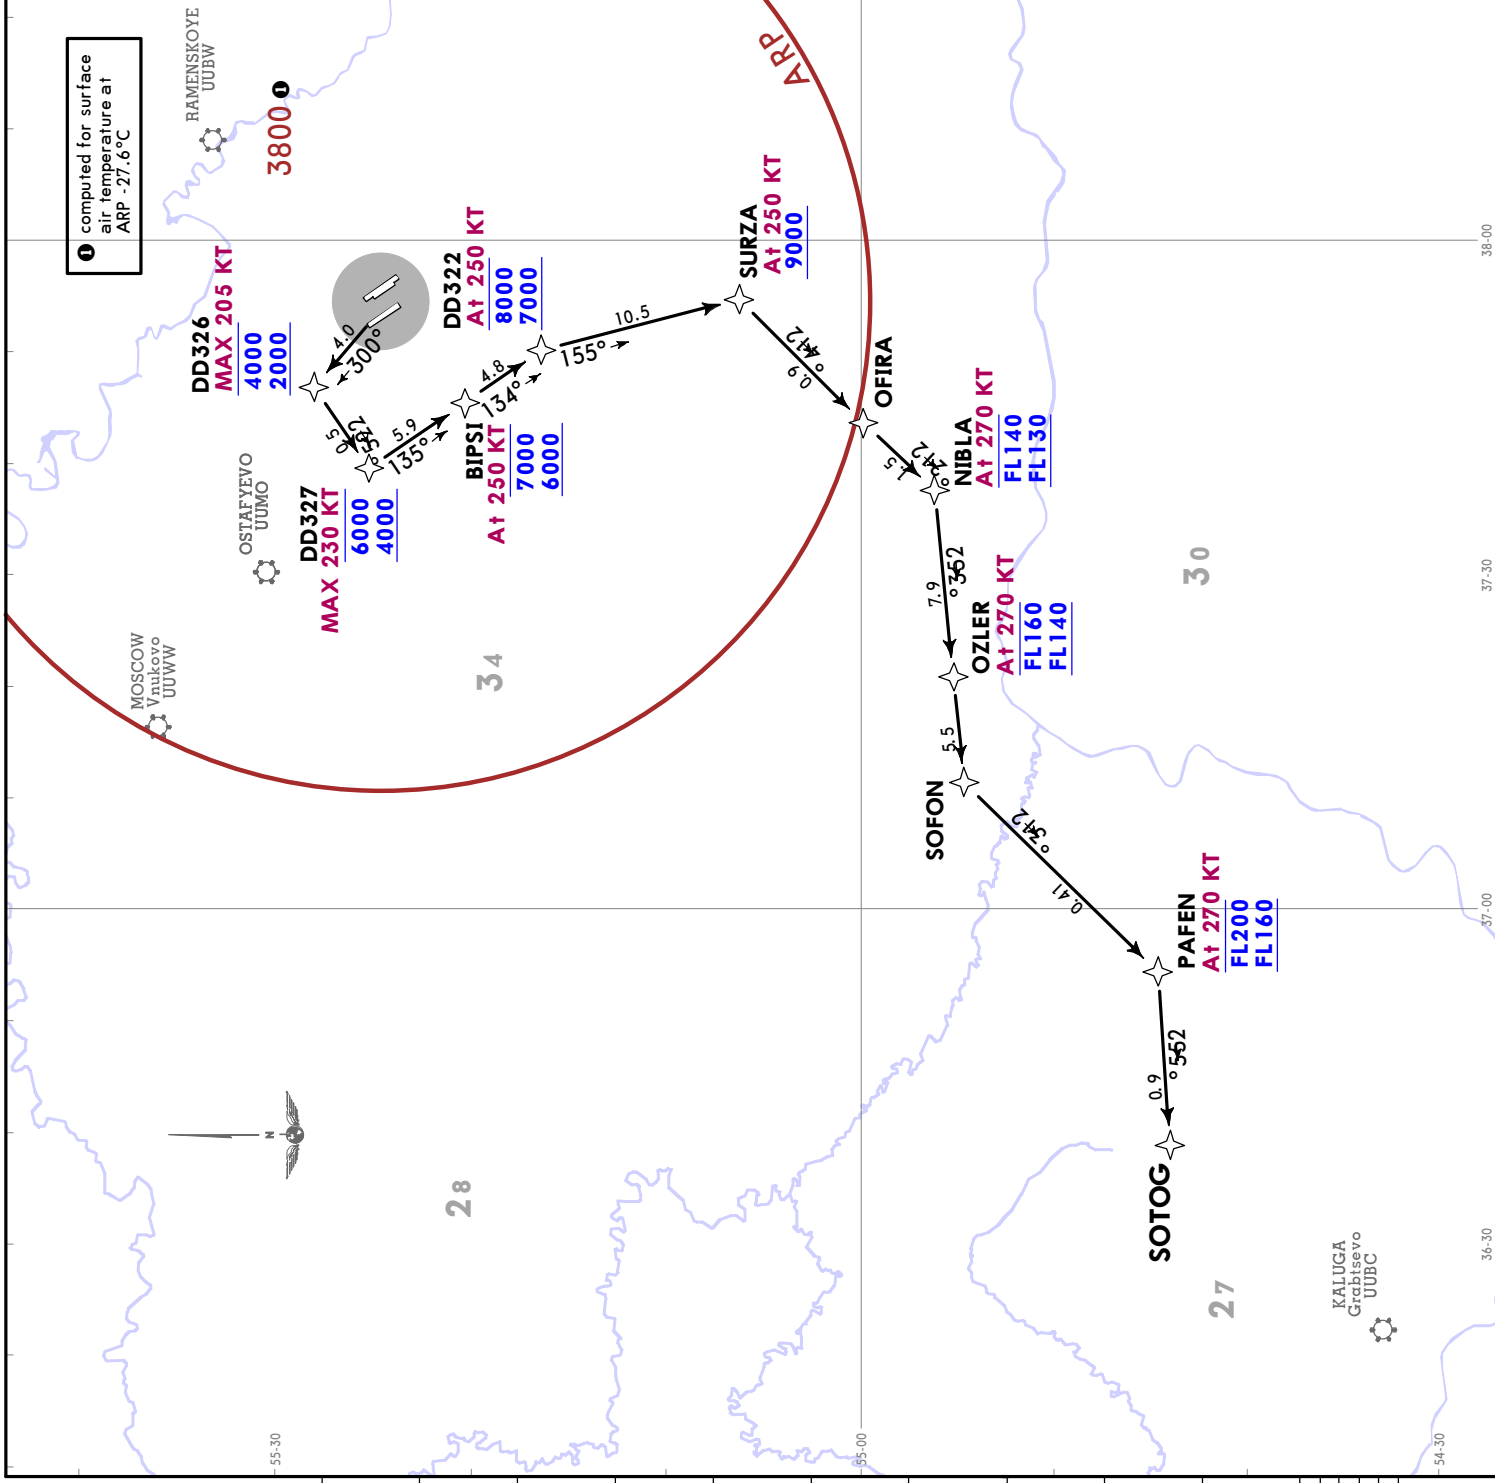 ❶ computed for surface
air temperature at
ARP -27.6°C
RAMENSKOYE
UUBW
3800 ❶
ARP
DD326
MAX 205 KT
4000
2000
4.0
300°
OSTAFYEVO
UUMO
DD327
MAX 230 KT
6000
4000
5.9
135°
BIPSI
At 250 KT
7000
6000
4.8
134°
DD322
At 250 KT
8000
7000
10.5
155°
SURZA
At 250 KT
9000
OFIRA
NIBLA
At 270 KT
FL140
FL130
7.9
OZLER
At 270 KT
FL160
FL140
5.5
SOFON
PAFEN
At 270 KT
FL200
FL160
SOTOG
MOSCOW
Vnukovo
UUWW
KALUGA
Grabtsevo
UUBC
34
30
28
27
N
55-30
55-00
54-30
38-00
37-30
37-00
36-30